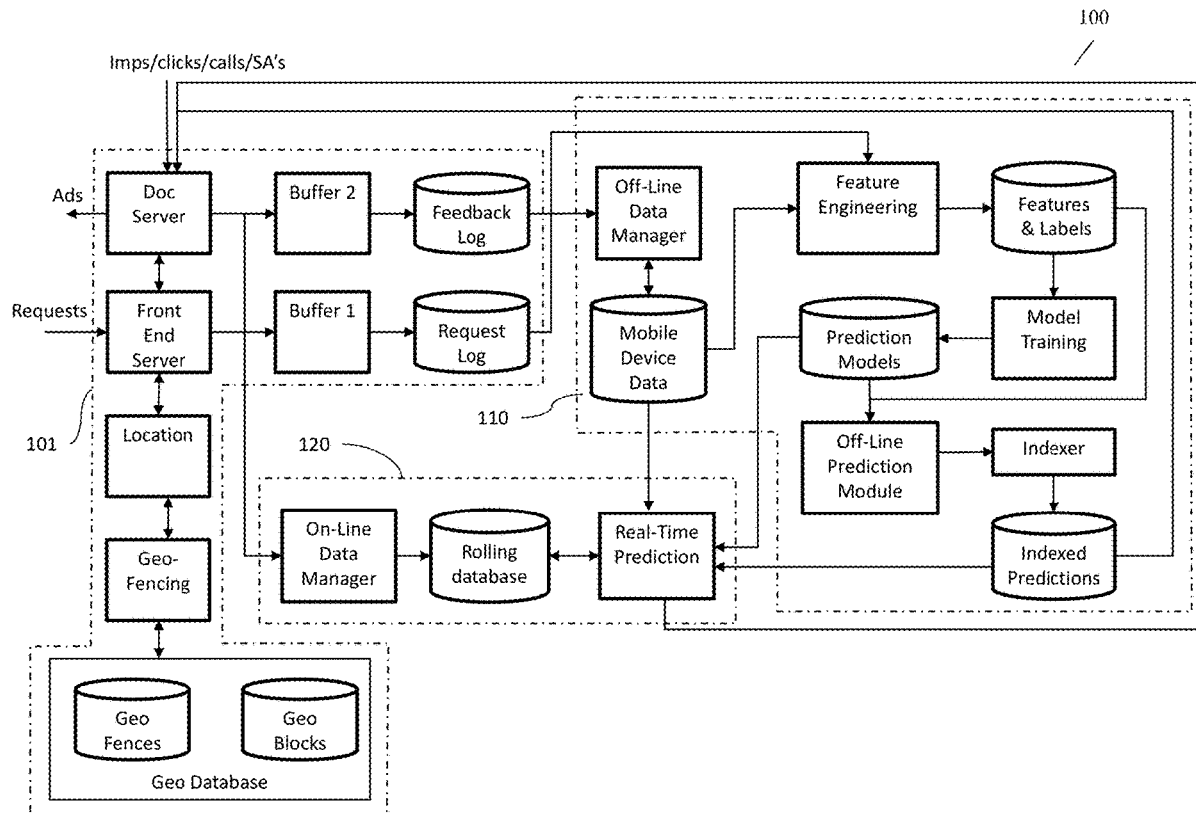 100
Imps/clicks/calls/SA's
Ads
Doc
Server
Buffer 2
Feedback
Log
Off-Line
Data
Manager
Feature
Engineering
Features
& Labels
Requests
Front
End
Server
Buffer 1
Request
Log
Mobile
Device
Data
Prediction
Models
Model
Training
101
Location
110
120
Off-Line
Prediction
Module
Indexer
Geo-
Fencing
On-Line
Data
Manager
Rolling
database
Real-Time
Prediction
Indexed
Predictions
Geo
Fences
Geo
Blocks
Geo Database